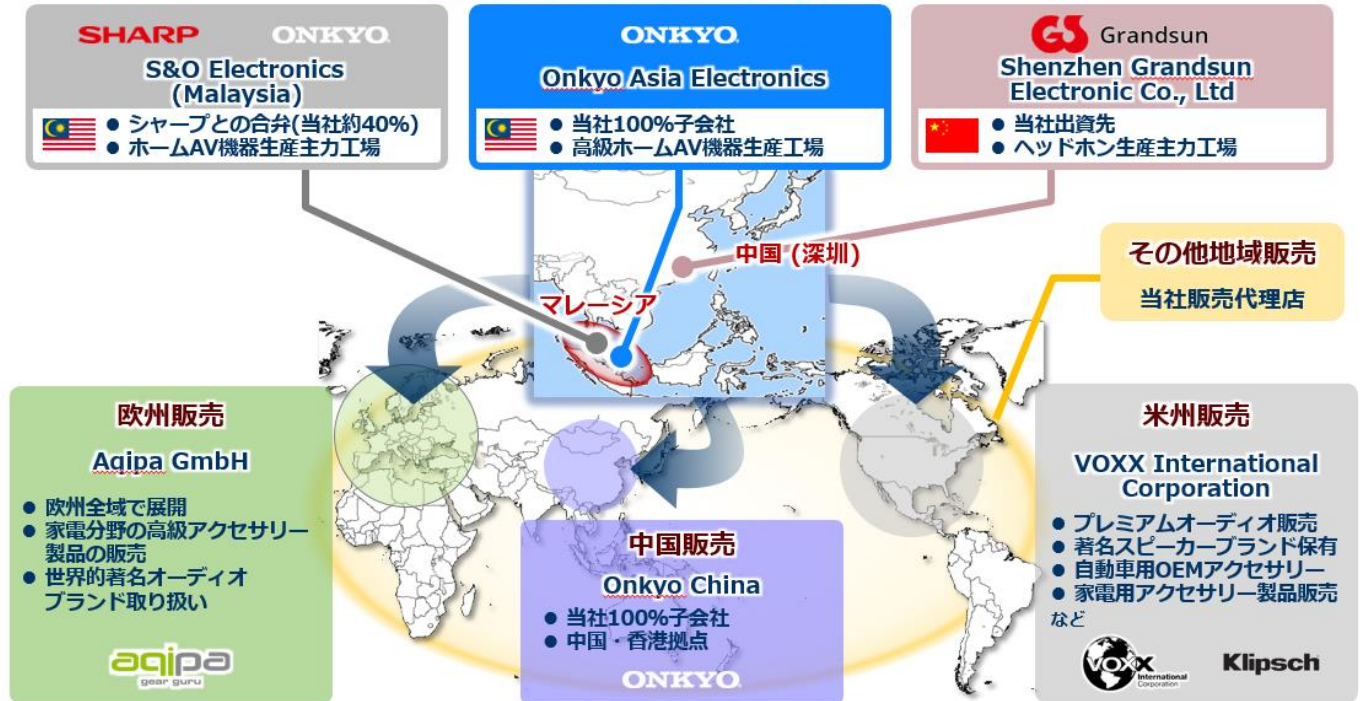 SHARP ONKYO
S&O Electronics
(Malaysia)
● シャープとの合弁(当社約40%)
● ホームAV機器生産主力工場
ONKYO
Onkyo Asia Electronics
● 当社100%子会社
● 高級ホームAV機器生産工場
GS Grandsun
Shenzhen Grandsun
Electronic Co., Ltd
● 当社出資先
● ヘッドホン生産主力工場
中国 (深圳)
マレーシア
その他地域販売
当社販売代理店
欧州販売
Aqipa GmbH
● 欧州全域で展開
● 家電分野の高級アクセサリー
製品の販売
● 世界的著名オーディオ
ブランド取り扱い
aqipa
gear guru
中国販売
Onkyo China
● 当社100%子会社
● 中国・香港拠点
ONKYO
米州販売
VOXX International
Corporation
● プレミアムオーディオ販売
● 著名スピーカーブランド保有
● 自動車用OEMアクセサリー
● 家電用アクセサリー製品販売
など
VOXX
International
Corporation
Klipsch